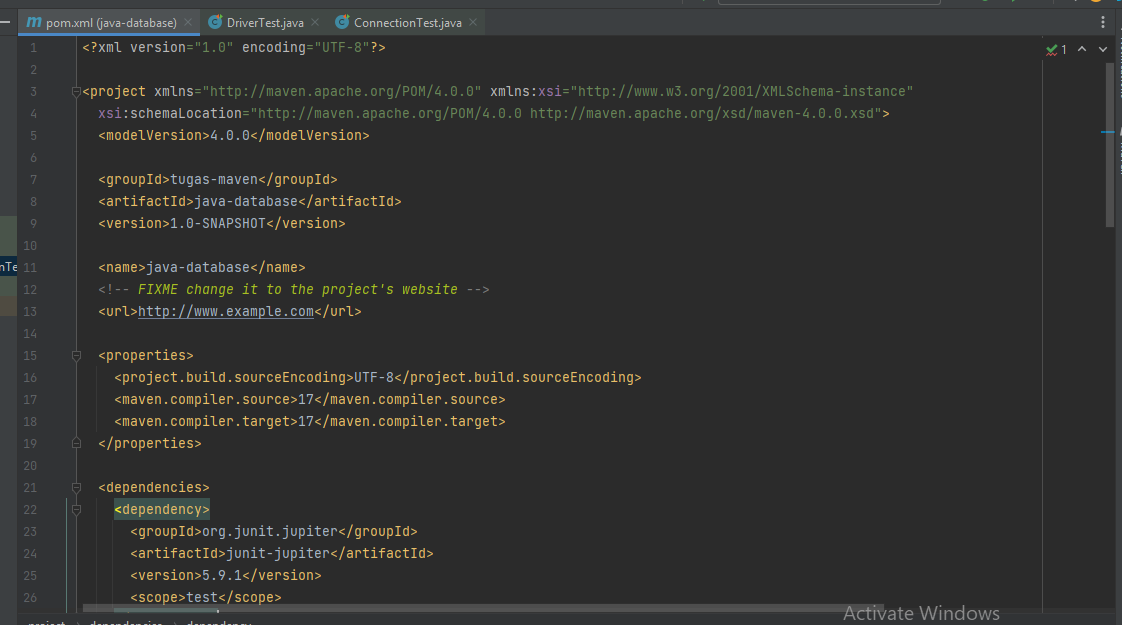 pom.xml (java-database)
DriverTest.java
ConnectionTest.java
1 <?xml version="1.0" encoding="UTF-8"?>
1
2
3 <project xmlns="http://maven.apache.org/POM/4.0.0" xmlns:xsi="http://www.w3.org/2001/XMLSchema-instance"
4 xsi:schemaLocation="http://maven.apache.org/POM/4.0.0 http://maven.apache.org/xsd/maven-4.0.0.xsd">
5 <modelVersion>4.0.0</modelVersion>
6
7 <groupId>tugas-maven</groupId>
8 <artifactId>java-database</artifactId>
9 <version>1.0-SNAPSHOT</version>
10
11 <name>java-database</name>
12 <!-- FIXME change it to the project's website -->
13 <url>http://www.example.com</url>
14
15 <properties>
16 <project.build.sourceEncoding>UTF-8</project.build.sourceEncoding>
17 <maven.compiler.source>17</maven.compiler.source>
18 <maven.compiler.target>17</maven.compiler.target>
19 </properties>
20
21 <dependencies>
22 <dependency>
23 <groupId>org.junit.jupiter</groupId>
24 <artifactId>junit-jupiter</artifactId>
25 <version>5.9.1</version>
26 <scope>test</scope>
Activate Windows
project > dependencies > dependency